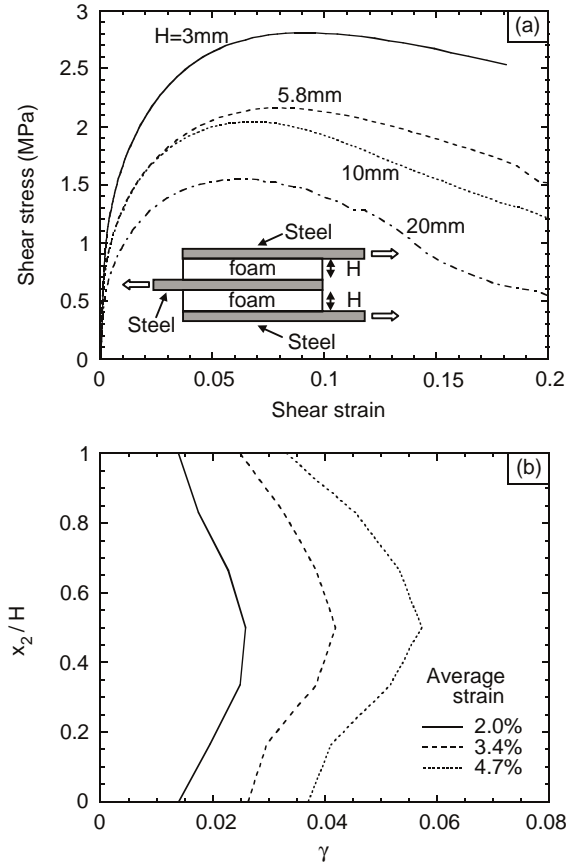 (a)
3
H=3mm
2.5
5.8mm
2
10mm
1.5
20mm
1
0.5
0
Shear stress (MPa)
Steel
foam
H
foam
H
Steel
Steel
0
0.05
0.1
0.15
0.2
Shear strain
(b)
1
0.8
0.6
0.4
0.2
0
x2 / H
Average
strain
2.0%
3.4%
4.7%
0
0.02
0.04
0.06
0.08
γ